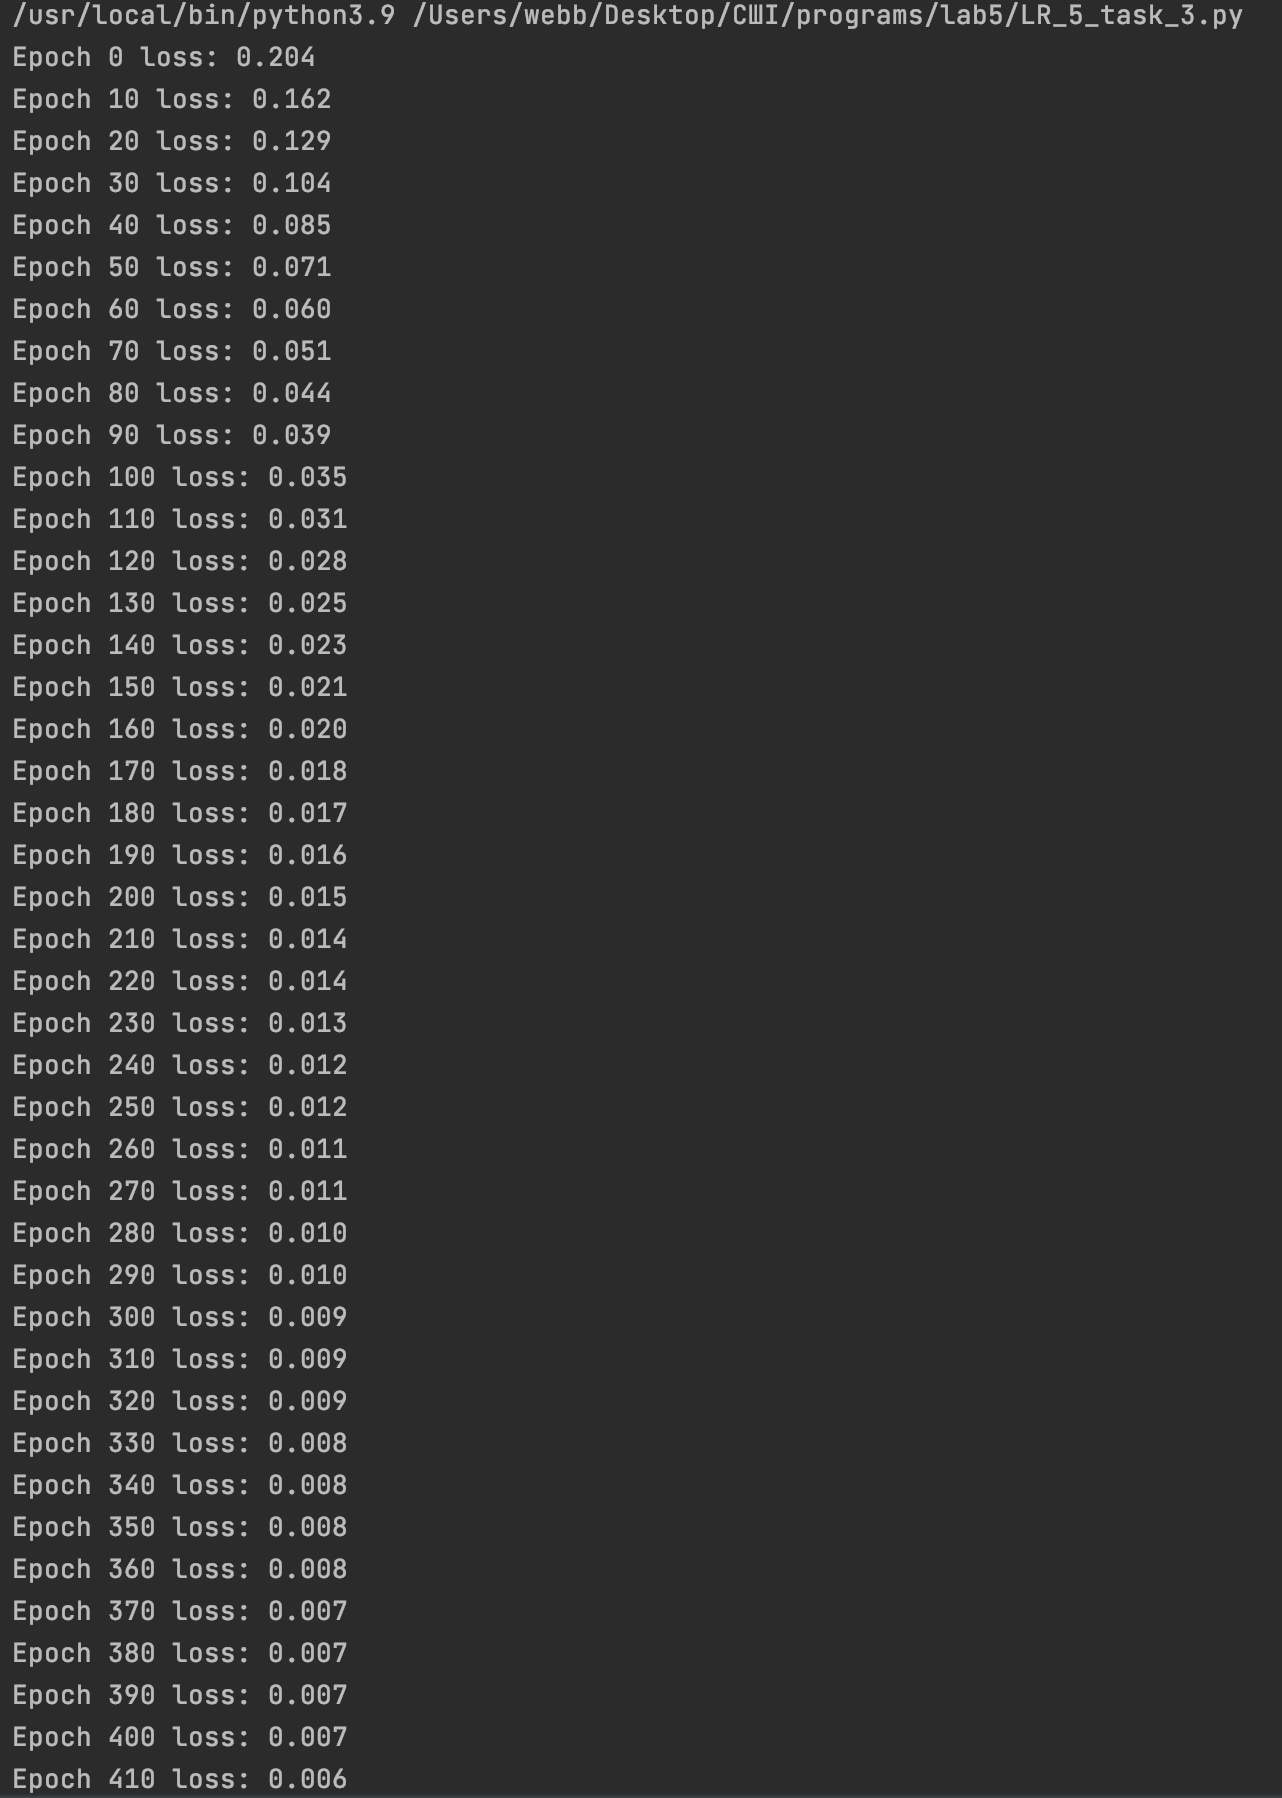 /usr/local/bin/python3.9 /Users/webb/Desktop/СШІ/programs/lab5/LR_5_task_3.py
Epoch 0 loss: 0.204
Epoch 10 loss: 0.162
Epoch 20 loss: 0.129
Epoch 30 loss: 0.104
Epoch 40 loss: 0.085
Epoch 50 loss: 0.071
Epoch 60 loss: 0.060
Epoch 70 loss: 0.051
Epoch 80 loss: 0.044
Epoch 90 loss: 0.039
Epoch 100 loss: 0.035
Epoch 110 loss: 0.031
Epoch 120 loss: 0.028
Epoch 130 loss: 0.025
Epoch 140 loss: 0.023
Epoch 150 loss: 0.021
Epoch 160 loss: 0.020
Epoch 170 loss: 0.018
Epoch 180 loss: 0.017
Epoch 190 loss: 0.016
Epoch 200 loss: 0.015
Epoch 210 loss: 0.014
Epoch 220 loss: 0.014
Epoch 230 loss: 0.013
Epoch 240 loss: 0.012
Epoch 250 loss: 0.012
Epoch 260 loss: 0.011
Epoch 270 loss: 0.011
Epoch 280 loss: 0.010
Epoch 290 loss: 0.010
Epoch 300 loss: 0.009
Epoch 310 loss: 0.009
Epoch 320 loss: 0.009
Epoch 330 loss: 0.008
Epoch 340 loss: 0.008
Epoch 350 loss: 0.008
Epoch 360 loss: 0.008
Epoch 370 loss: 0.007
Epoch 380 loss: 0.007
Epoch 390 loss: 0.007
Epoch 400 loss: 0.007
Epoch 410 loss: 0.006